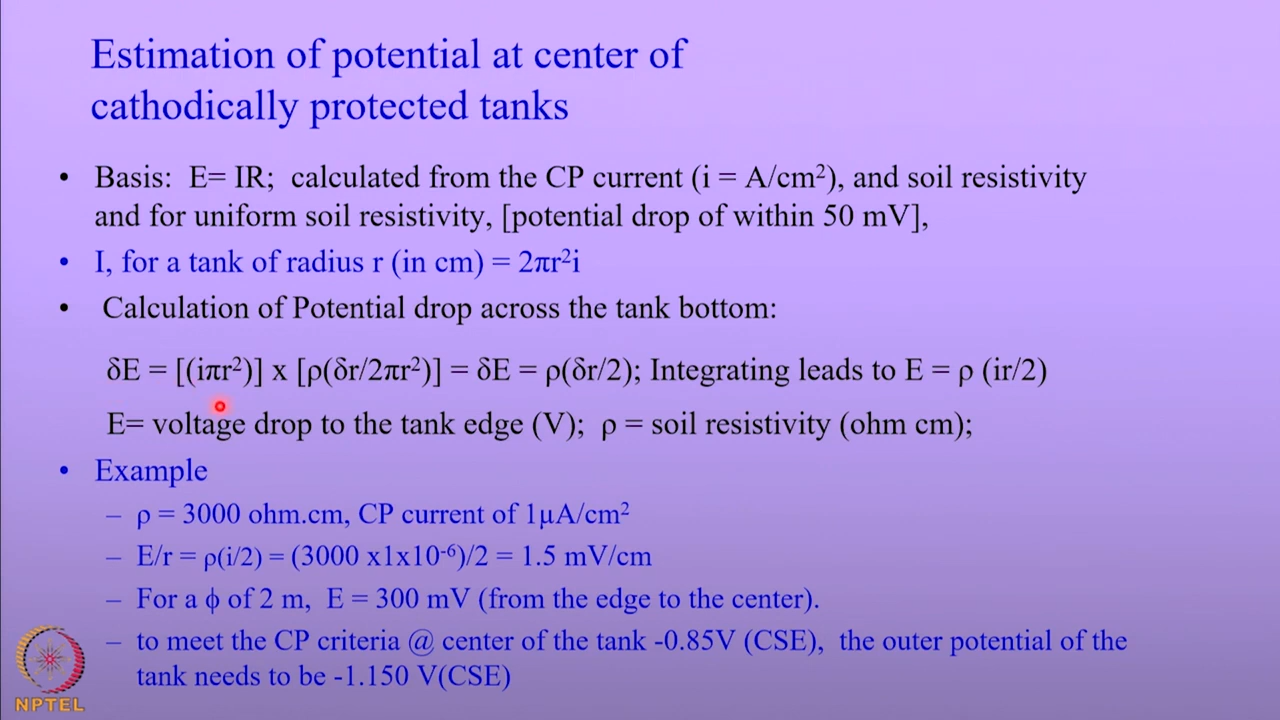 Estimation of potential at center of
cathodically protected tanks
• Basis: E= IR; calculated from the CP current (i = A/cm²), and soil resistivity
and for uniform soil resistivity, [potential drop of within 50 mV],
• I, for a tank of radius r (in cm) = 2πr²i
• Calculation of Potential drop across the tank bottom:
δE = [(iπr²)] x [ρ(δr/2πr²)] = δE = ρ(δr/2); Integrating leads to E = ρ (ir/2)
E= voltage drop to the tank edge (V); ρ = soil resistivity (ohm cm);
• Example
– ρ = 3000 ohm.cm, CP current of 1μA/cm²
– E/r = ρ(i/2) = (3000 x1x10⁻⁶)/2 = 1.5 mV/cm
– For a ϕ of 2 m, E = 300 mV (from the edge to the center).
– to meet the CP criteria @ center of the tank -0.85V (CSE), the outer potential of the
tank needs to be -1.150 V(CSE)
NPTEL